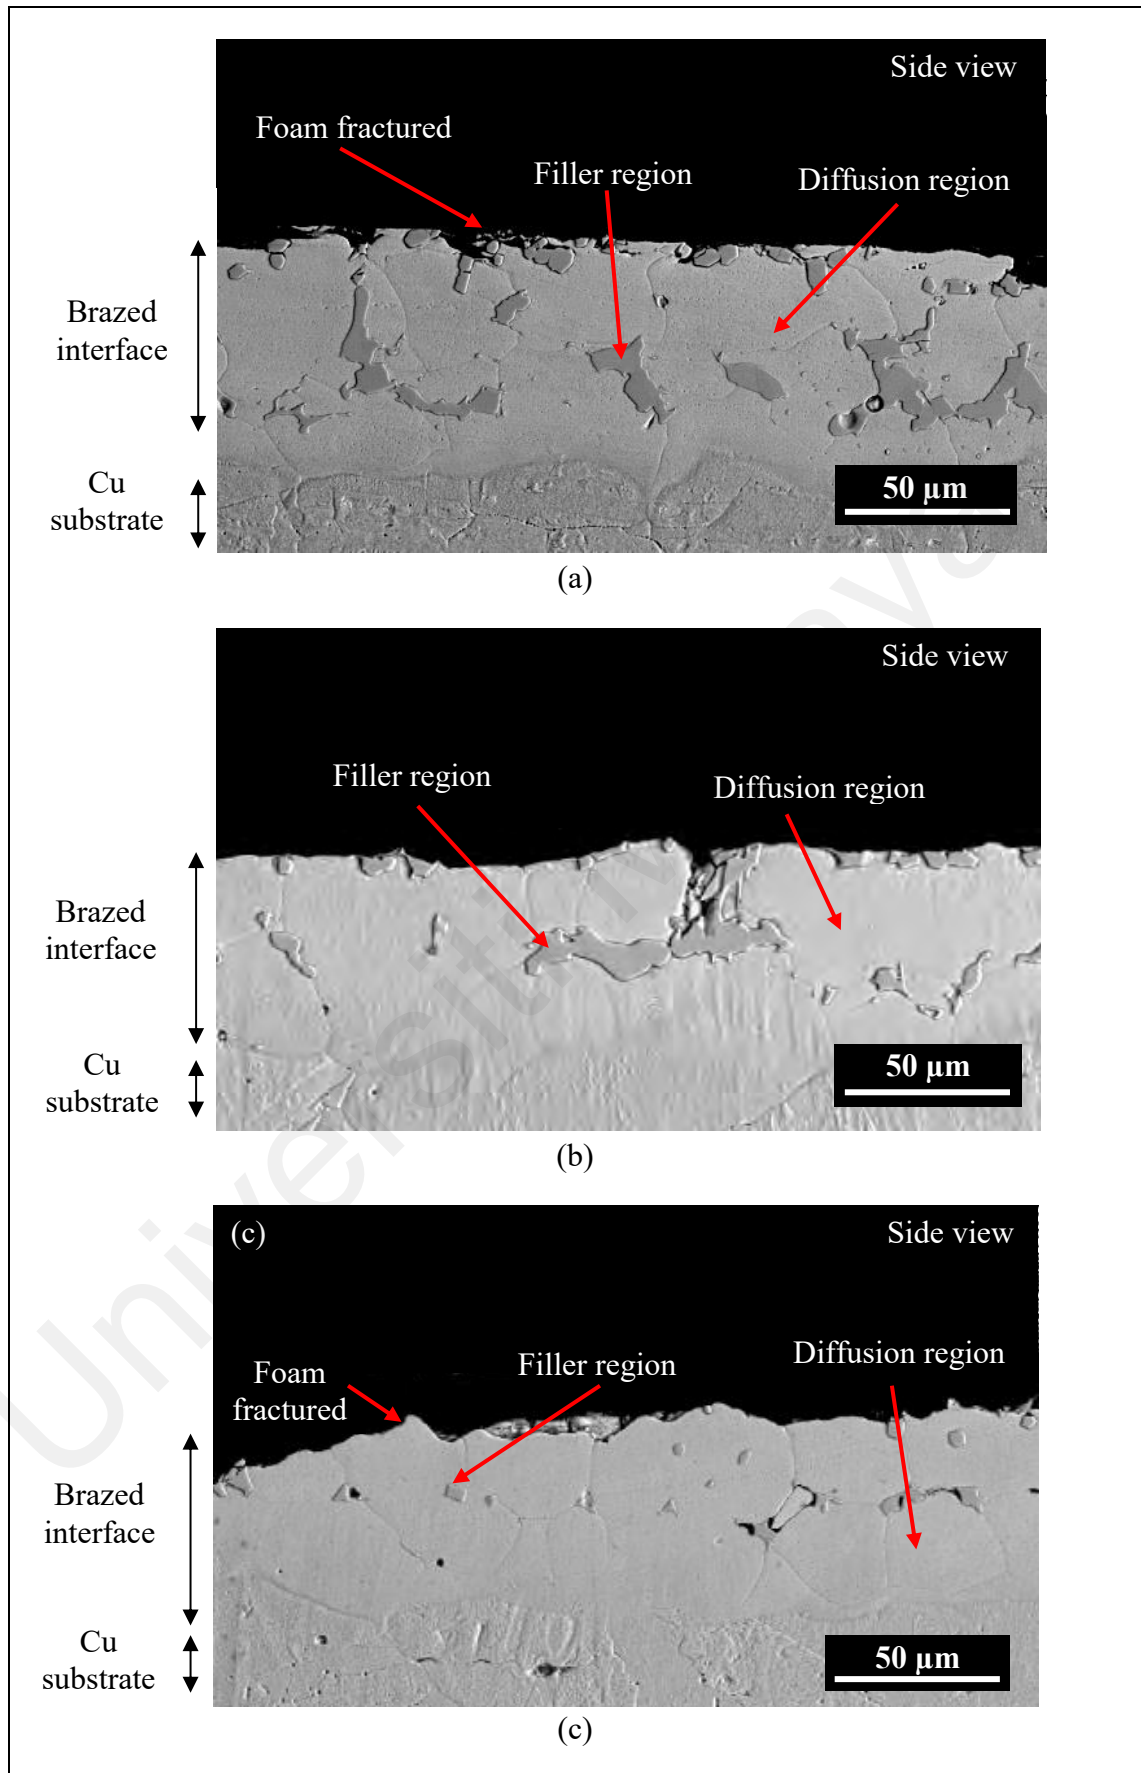 Side view
Foam fractured
Filler region
Diffusion region
Brazed
interface
Cu
substrate
50 µm
(a)
Side view
Filler region
Diffusion region
Brazed
interface
Cu
substrate
50 µm
(b)
(c)
Side view
Foam
fractured
Filler region
Diffusion region
Brazed
interface
Cu
substrate
50 µm
(c)